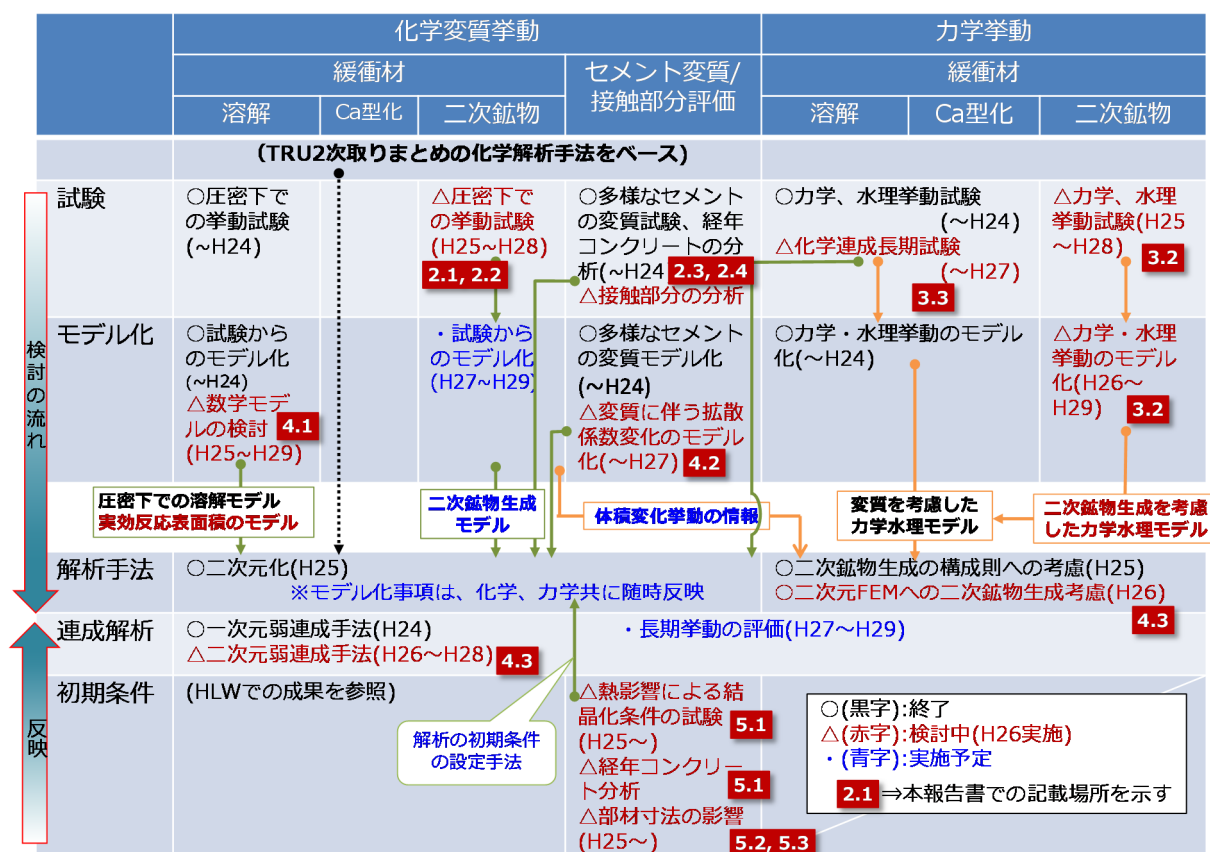 化学変質挙動
力学挙動
緩衝材
セメント変質/
接触部分評価
緩衝材
溶解
Ca型化
二次鉱物
溶解
Ca型化
二次鉱物
(TRU2次取りまとめの化学解析手法をベース)
検討の流れ
反映
試験
○圧密下で
の挙動試験
(~H24)
△圧密下で
の挙動試験
(H25~H28)
2.1, 2.2
○多様なセメント
の変質試験、経年
コンクリートの分
析(~H24
2.3, 2.4
△接触部分の分析
○力学、水理挙動試験
(~H24)
△化学連成長期試験
(~H27)
3.3
△力学、水理
挙動試験(H25
~H28)
3.2
モデル化
○試験から
のモデル化
(~H24)
△数学モデ
ルの検討
(H25~H29)
4.1
・試験から
のモデル化
(H27~H29)
○多様なセメント
の変質モデル化
(~H24)
△変質に伴う拡散
係数変化のモデル
化(~H27)
4.2
○力学・水理挙動のモデル
化(~H24)
△力学・水理
挙動のモデル
化(H26~
H29)
3.2
圧密下での溶解モデル
実効反応表面積のモデル
二次鉱物生成
モデル
体積変化挙動の情報
変質を考慮した
力学水理モデル
二次鉱物生成を考慮
した力学水理モデル
解析手法
○二次元化(H25)
※モデル化事項は、化学、力学共に随時反映
○二次鉱物生成の構成則への考慮(H25)
○二次元FEMへの二次鉱物生成考慮(H26)
4.3
連成解析
○一次元弱連成手法(H24)
△二次元弱連成手法(H26~H28)
4.3
・長期挙動の評価(H27~H29)
初期条件
(HLWでの成果を参照)
解析の初期条件
の設定手法
△熱影響による結
晶化条件の試験
(H25~)
5.1
△経年コンクリー
ト分析
5.1
△部材寸法の影響
(H25~)
5.2, 5.3
○(黒字):終了
△(赤字):検討中(H26実施)
・(青字):実施予定
2.1 ⇒本報告書での記載場所を示す